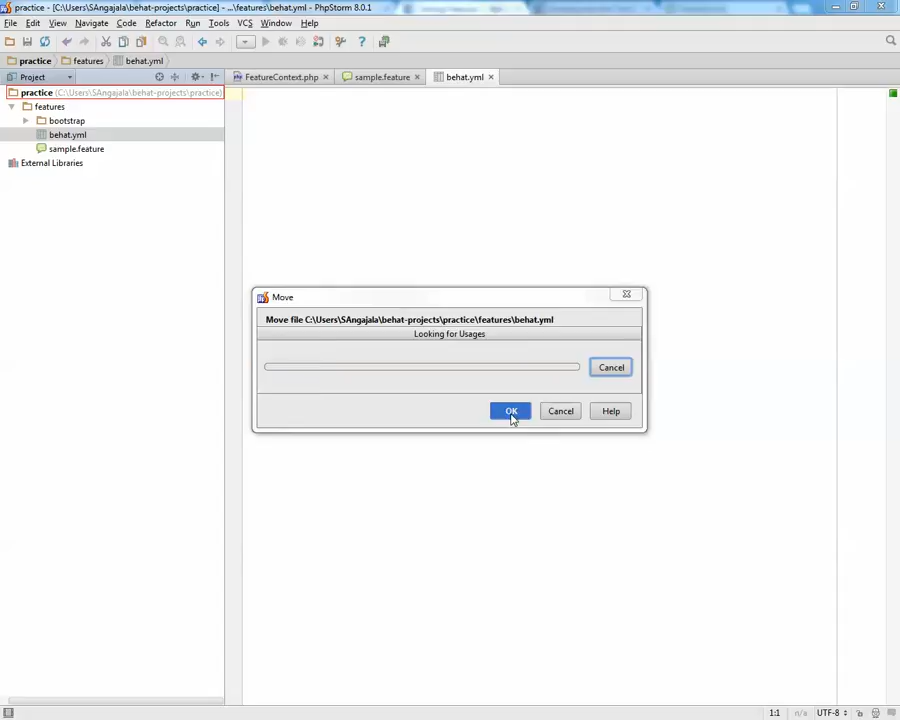 practice - [C:\Users\SAngajala\behat-projects\practice] - ...\features\behat.yml - PhpStorm 8.0.1
File Edit View Navigate Code Refactor Run Tools VCS Window Help
practice features behat.yml
Project FeatureContext.php sample.feature behat.yml
practice (C:\Users\SAngajala\behat-projects\practice)
features
bootstrap
behat.yml
sample.feature
External Libraries
Move
Move file C:\Users\SAngajala\behat-projects\practice\features\behat.yml
Looking for Usages
Cancel
OK Cancel Help
1:1 n/a UTF-8